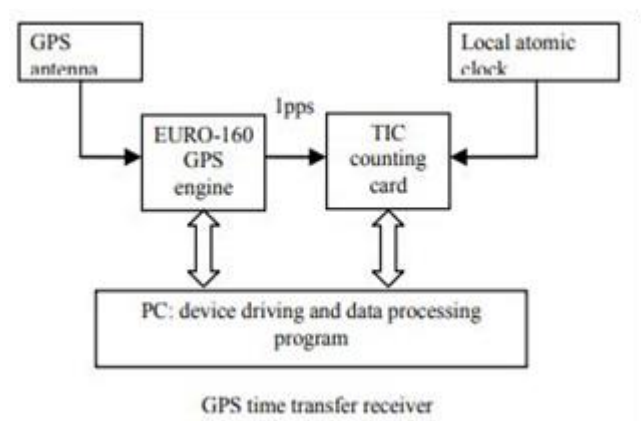 GPS
antenna
Local atomic
clock
1pps
EURO-160
GPS
engine
TIC
counting
card
PC: device driving and data processing
program
GPS time transfer receiver